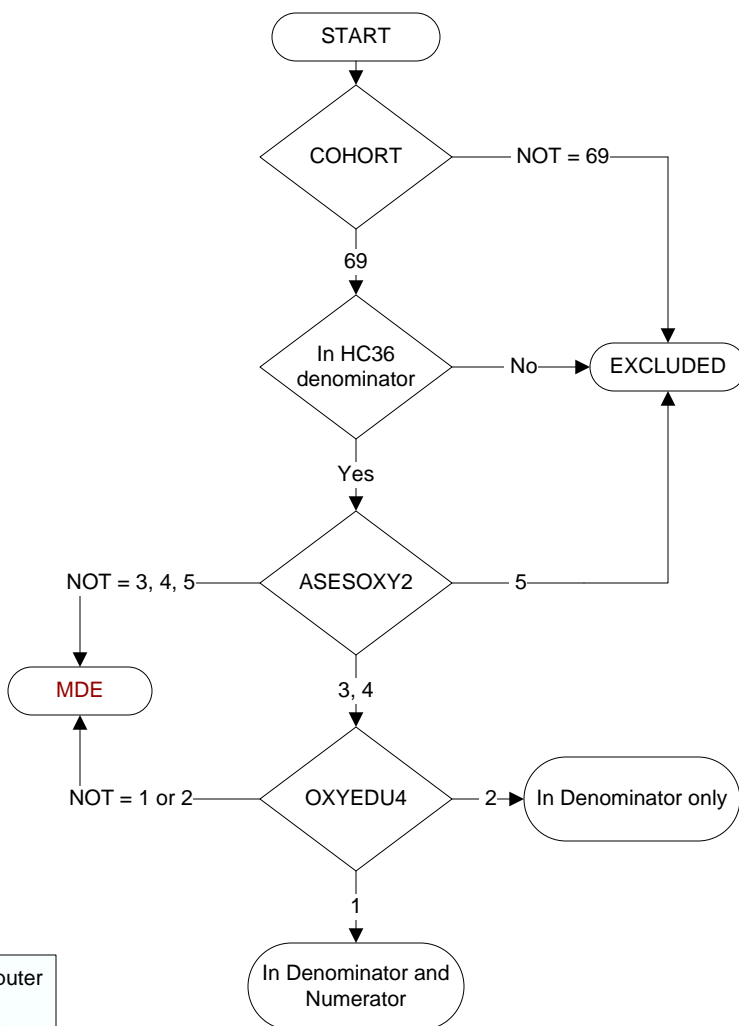 START
COHORT
NOT = 69
69
In HC36
denominator
No
EXCLUDED
Yes
NOT = 3, 4, 5
ASESOXY2
5
MDE
3, 4
NOT = 1 or 2
OXYEDU4
2
In Denominator only
1
In Denominator and
Numerator